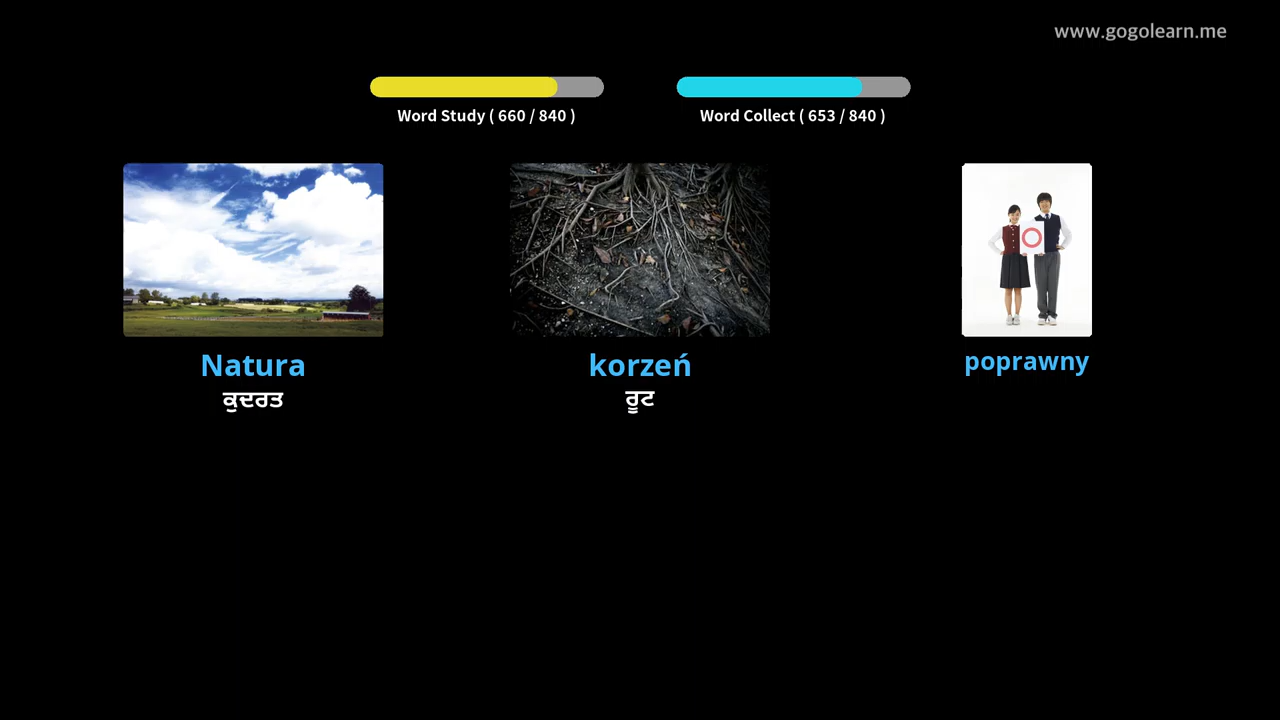 www.gogolearn.me
Word Study ( 660 / 840 )
Word Collect ( 653 / 840 )
Natura
ਕੁਦਰਤ
korzeń
ਰੂਟ
poprawny